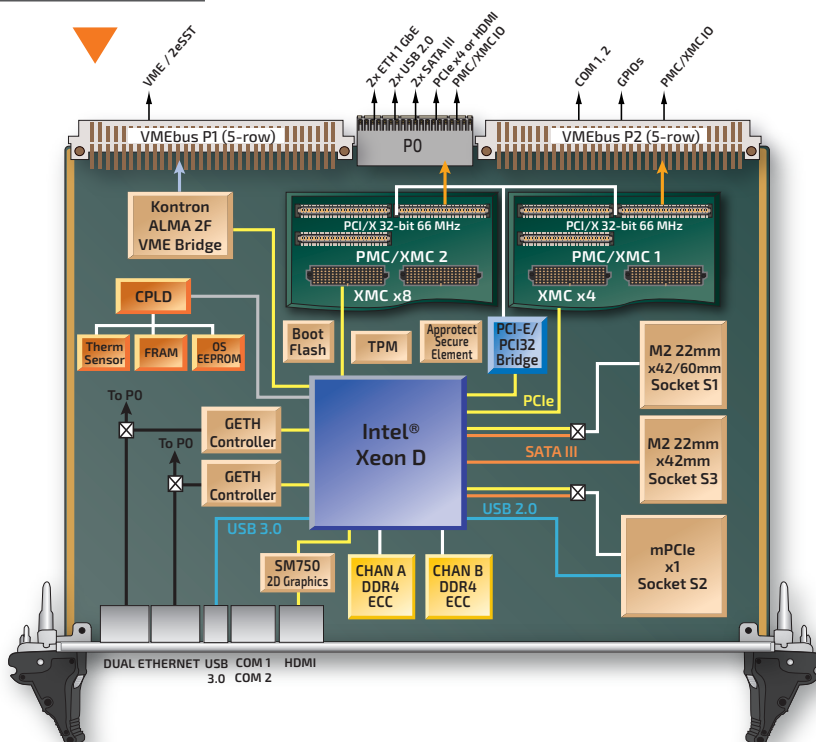 VME / 2eSST
2x ETH 1 GbE
2x USB 2.0
2x SATA III
PCIe x4 or HDMI
PMC/XMC IO
COM 1, 2
GPIOs
PMC/XMC IO
VMEbus P1 (5-row)
P0
VMEbus P2 (5-row)
Kontron
ALMA 2F
VME Bridge
PCI/X 32-bit 66 MHz
PMC/XMC 2
XMC x8
PCI/X 32-bit 66 MHz
PMC/XMC 1
XMC x4
CPLD
Therm
Sensor
FRAM
OS
EEPROM
Boot
Flash
TPM
Approtect
Secure
Element
PCI-E/
PCI32
Bridge
M2 22mm
x42/60mm
Socket S1
PCIe
To P0
GETH
Controller
Intel®
Xeon D
To P0
GETH
Controller
SATA III
M2 22mm
x42mm
Socket S3
USB 3.0
USB 2.0
mPCIe
x1
Socket S2
SM750
2D Graphics
CHAN A
DDR4
ECC
CHAN B
DDR4
ECC
DUAL ETHERNET
USB
3.0
COM 1
COM 2
HDMI